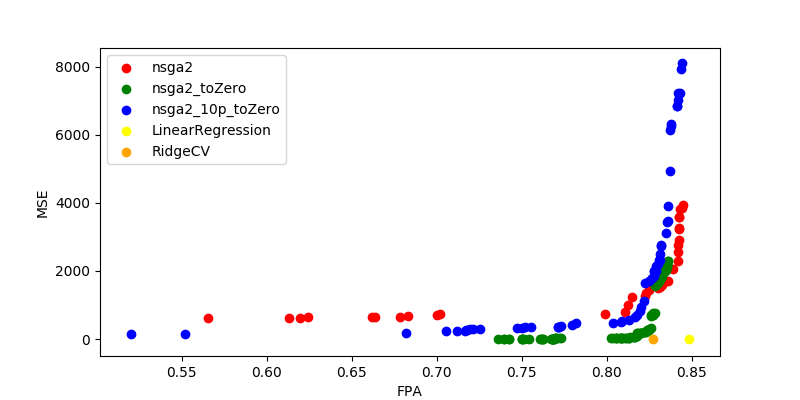 8000
6000
4000
2000
0
MSE
nsga2
nsga2_toZero
nsga2_10p_toZero
LinearRegression
RidgeCV
0.55 0.60 0.65 0.70 0.75 0.80 0.85
FPA